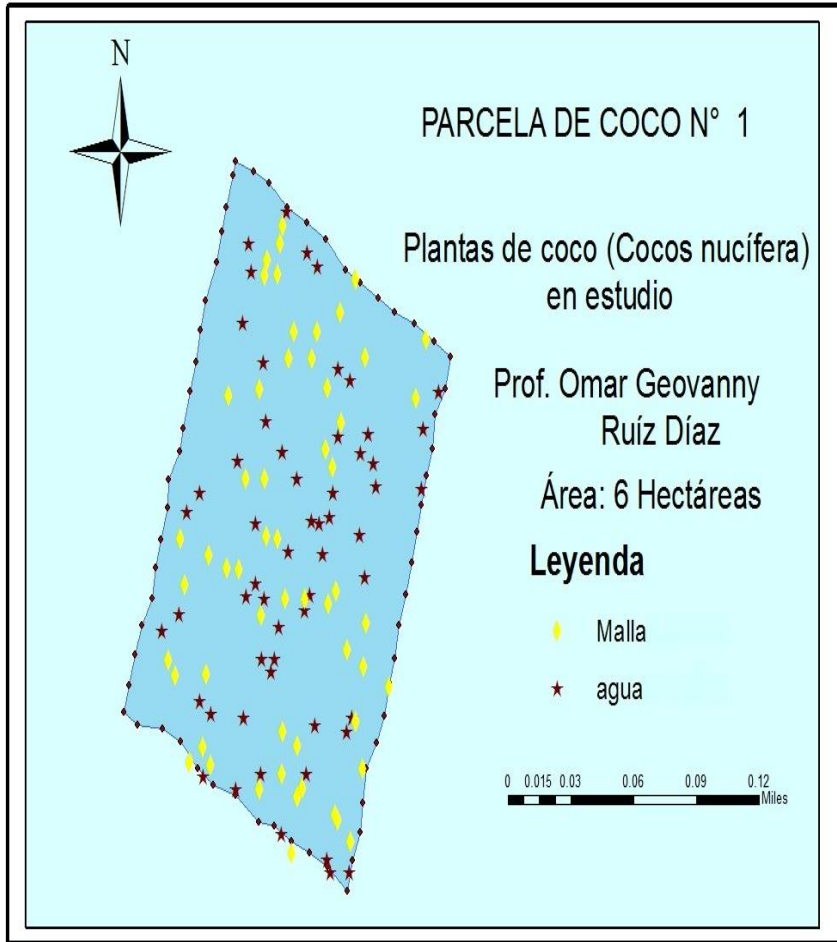 N
PARCELA DE COCO N° 1
Plantas de coco (Cocos nucífera)
en estudio
Prof. Omar Geovanny
Ruíz Díaz
Área: 6 Hectáreas
Leyenda
Malla
agua
0 0.015 0.03 0.06 0.09 0.12
Miles